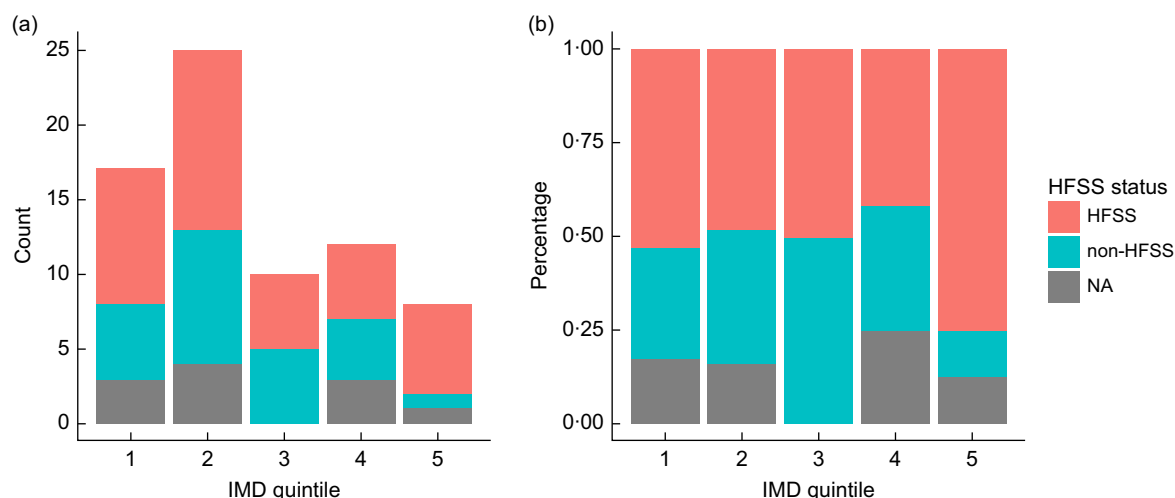 (a)
Count
25
20
15
10
5
0
1 2 3 4 5
IMD quintile
(b)
Percentage
1·00
0·75
0·50
0·25
0·00
1 2 3 4 5
IMD quintile
HFSS status
HFSS
non-HFSS
NA